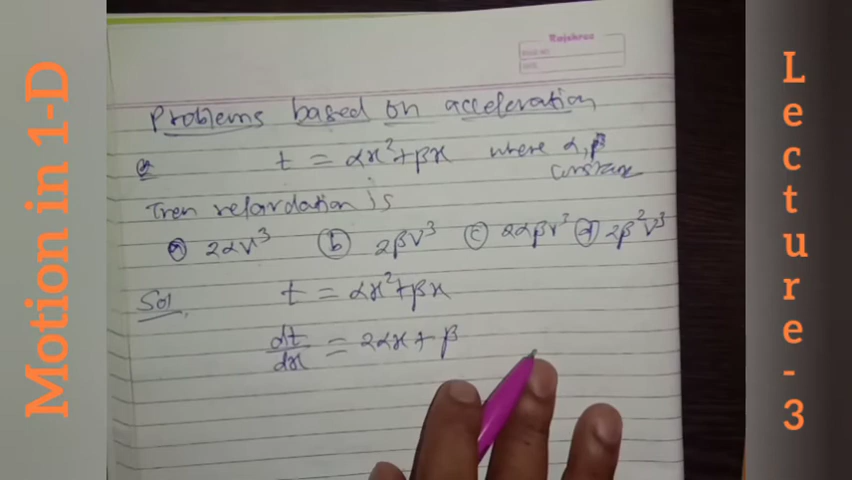 Motion in 1-D
Rajshree
Problems based on acceleration
Q t = αx²+βx where α, β
constant
Then retardation is
a 2αv³ b 2βv³ c 2αβv³ d 2β²v³
Sol. t = αx²+βx
dt/dx = 2αx + β
Lecture-3